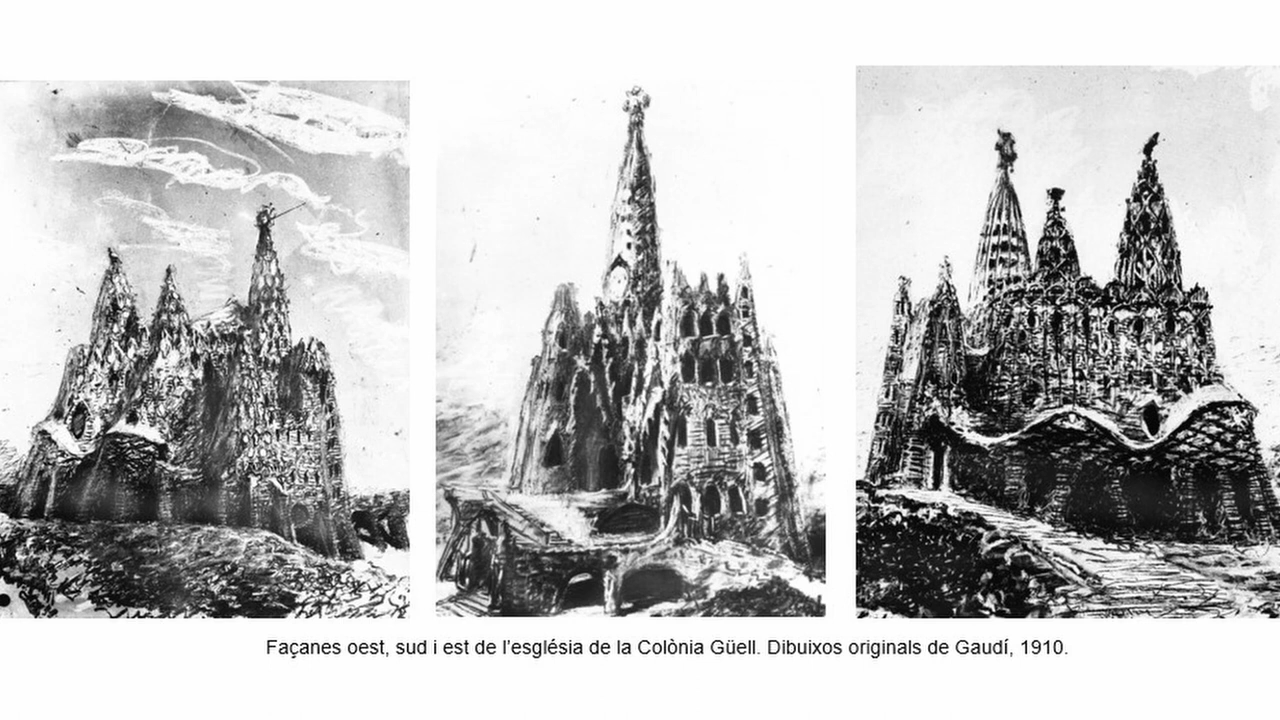 Façanes oest, sud i est de l'església de la Colònia Güell. Dibuixos originals de Gaudí, 1910.